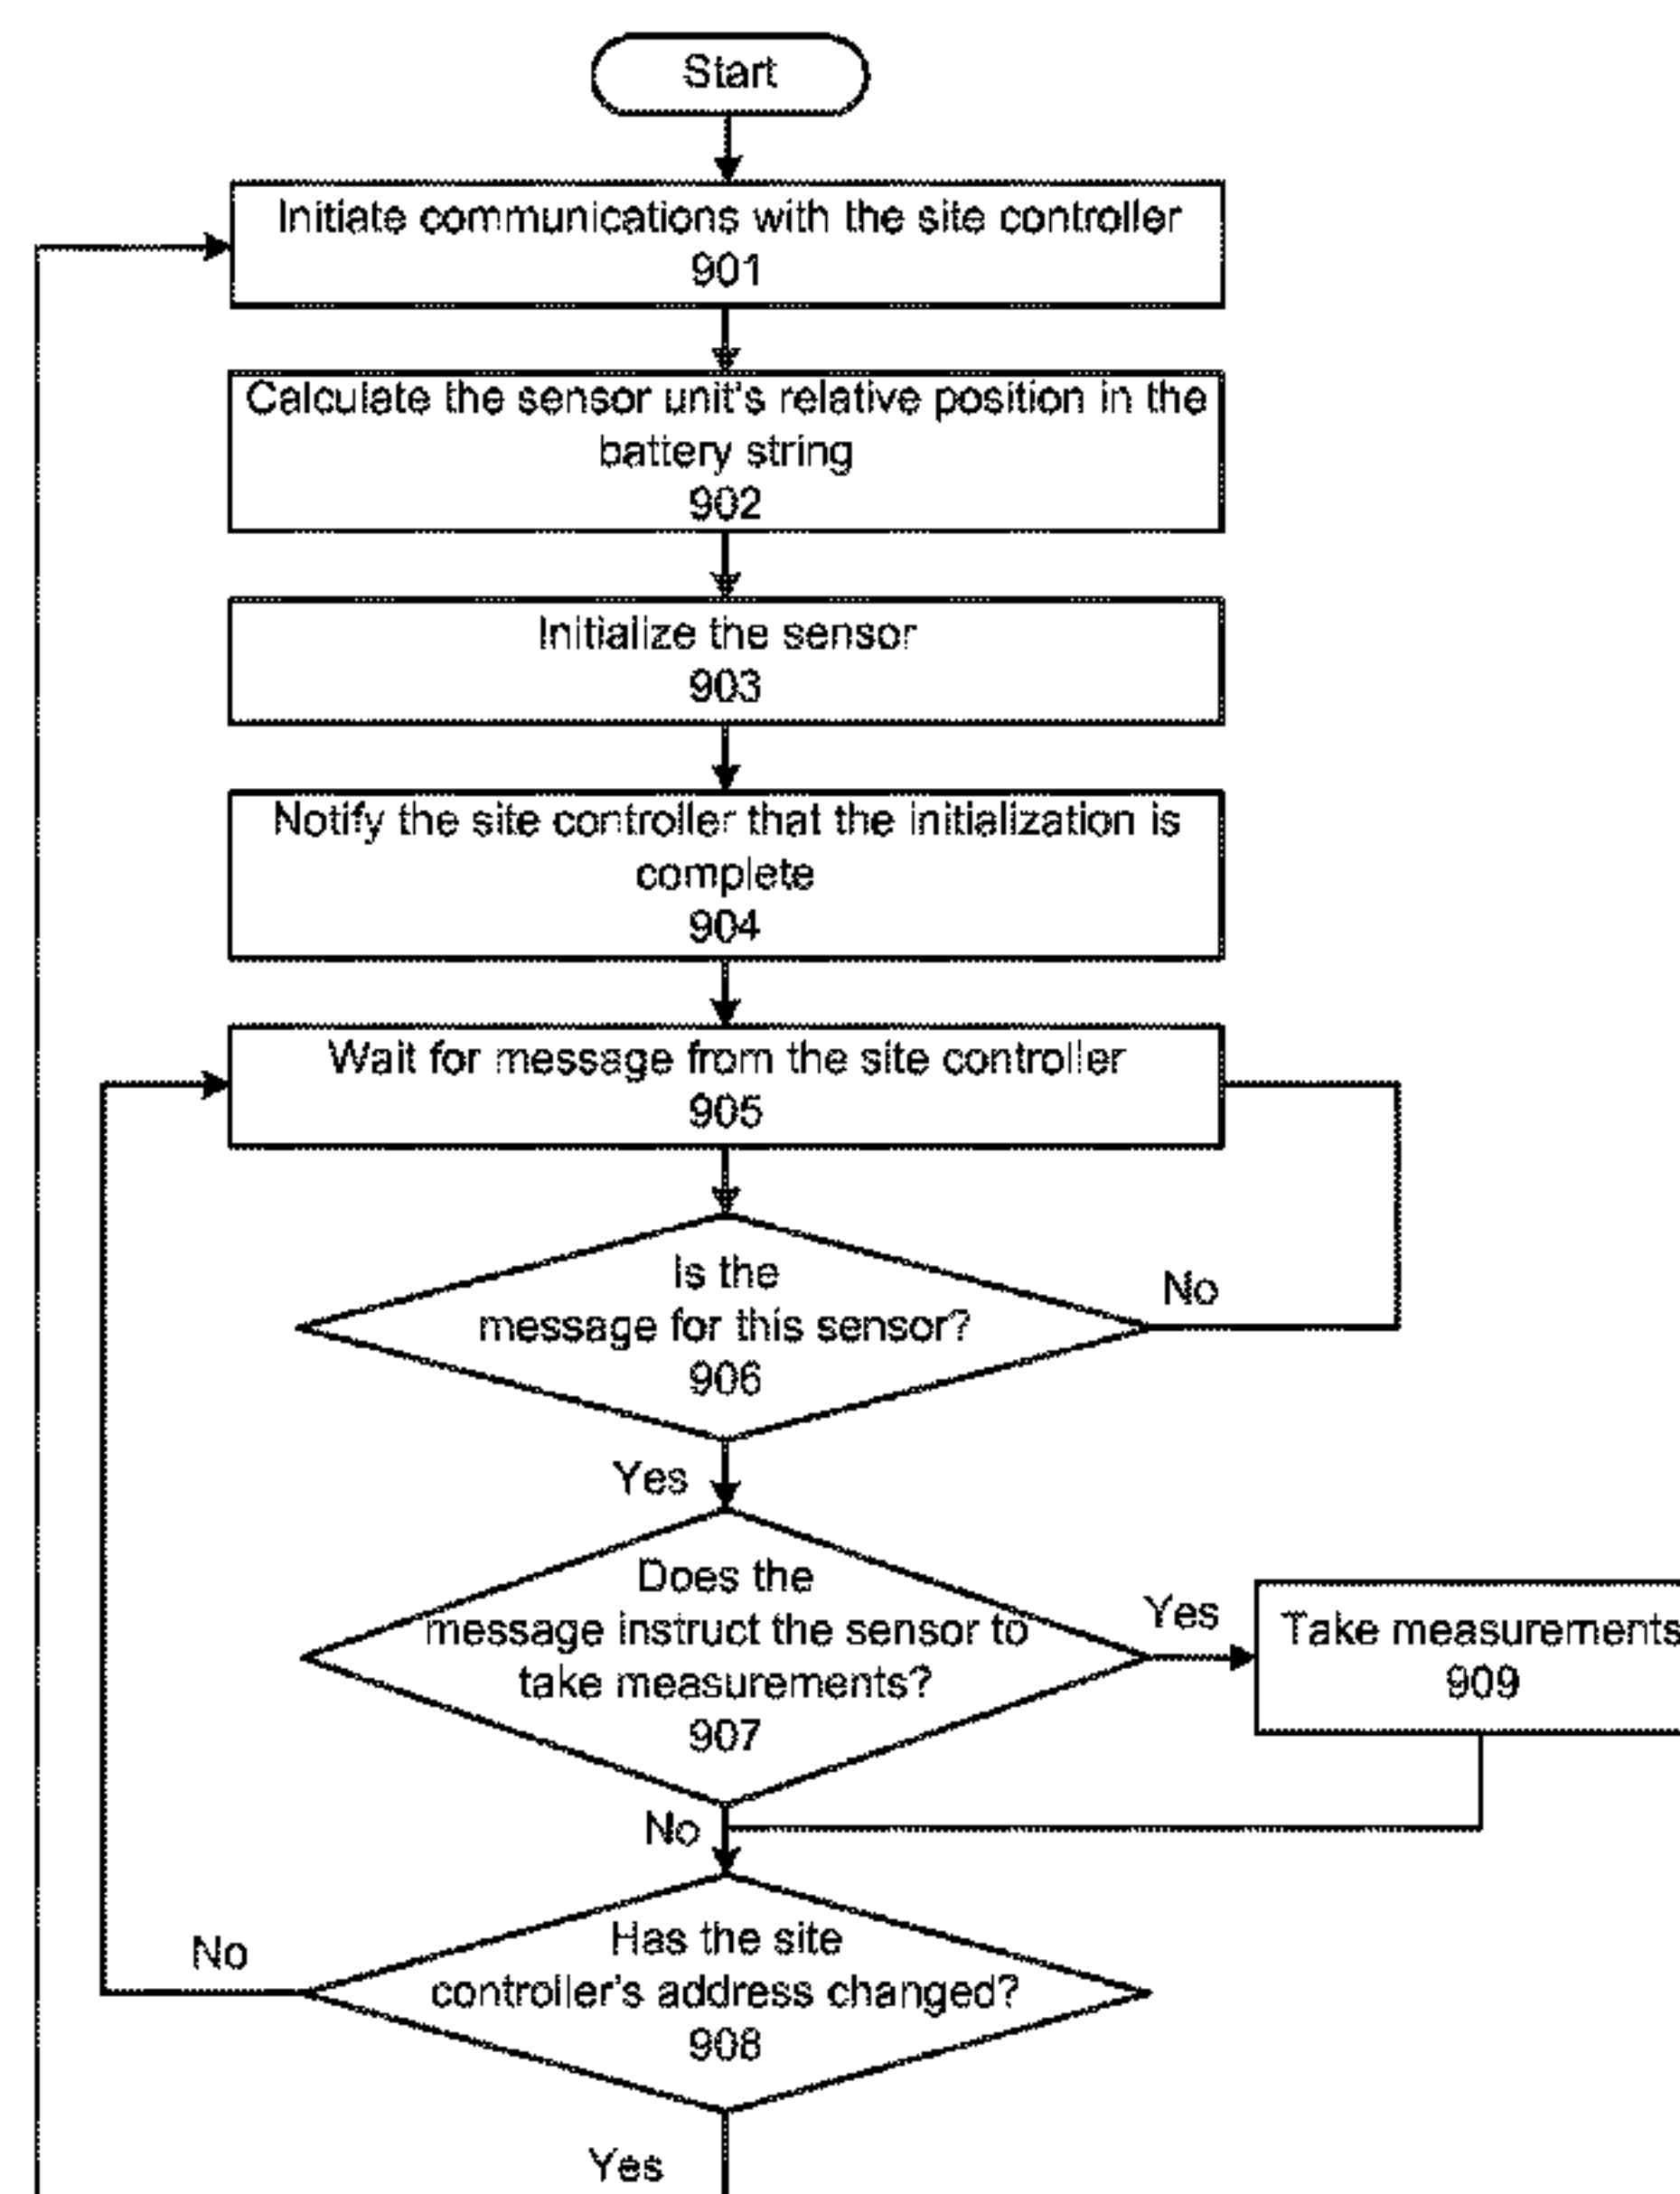 Start
Initiate communications with the site controller
901
Calculate the sensor unit's relative position in the
battery string
902
Initialize the sensor
903
Notify the site controller that the initialization is
complete
904
Wait for message from the site controller
905
Is the
message for this sensor?
906
No
Yes
Does the
message instruct the sensor to
take measurements?
907
Yes
Take measurements
909
No
Has the site
controller's address changed?
908
No
Yes